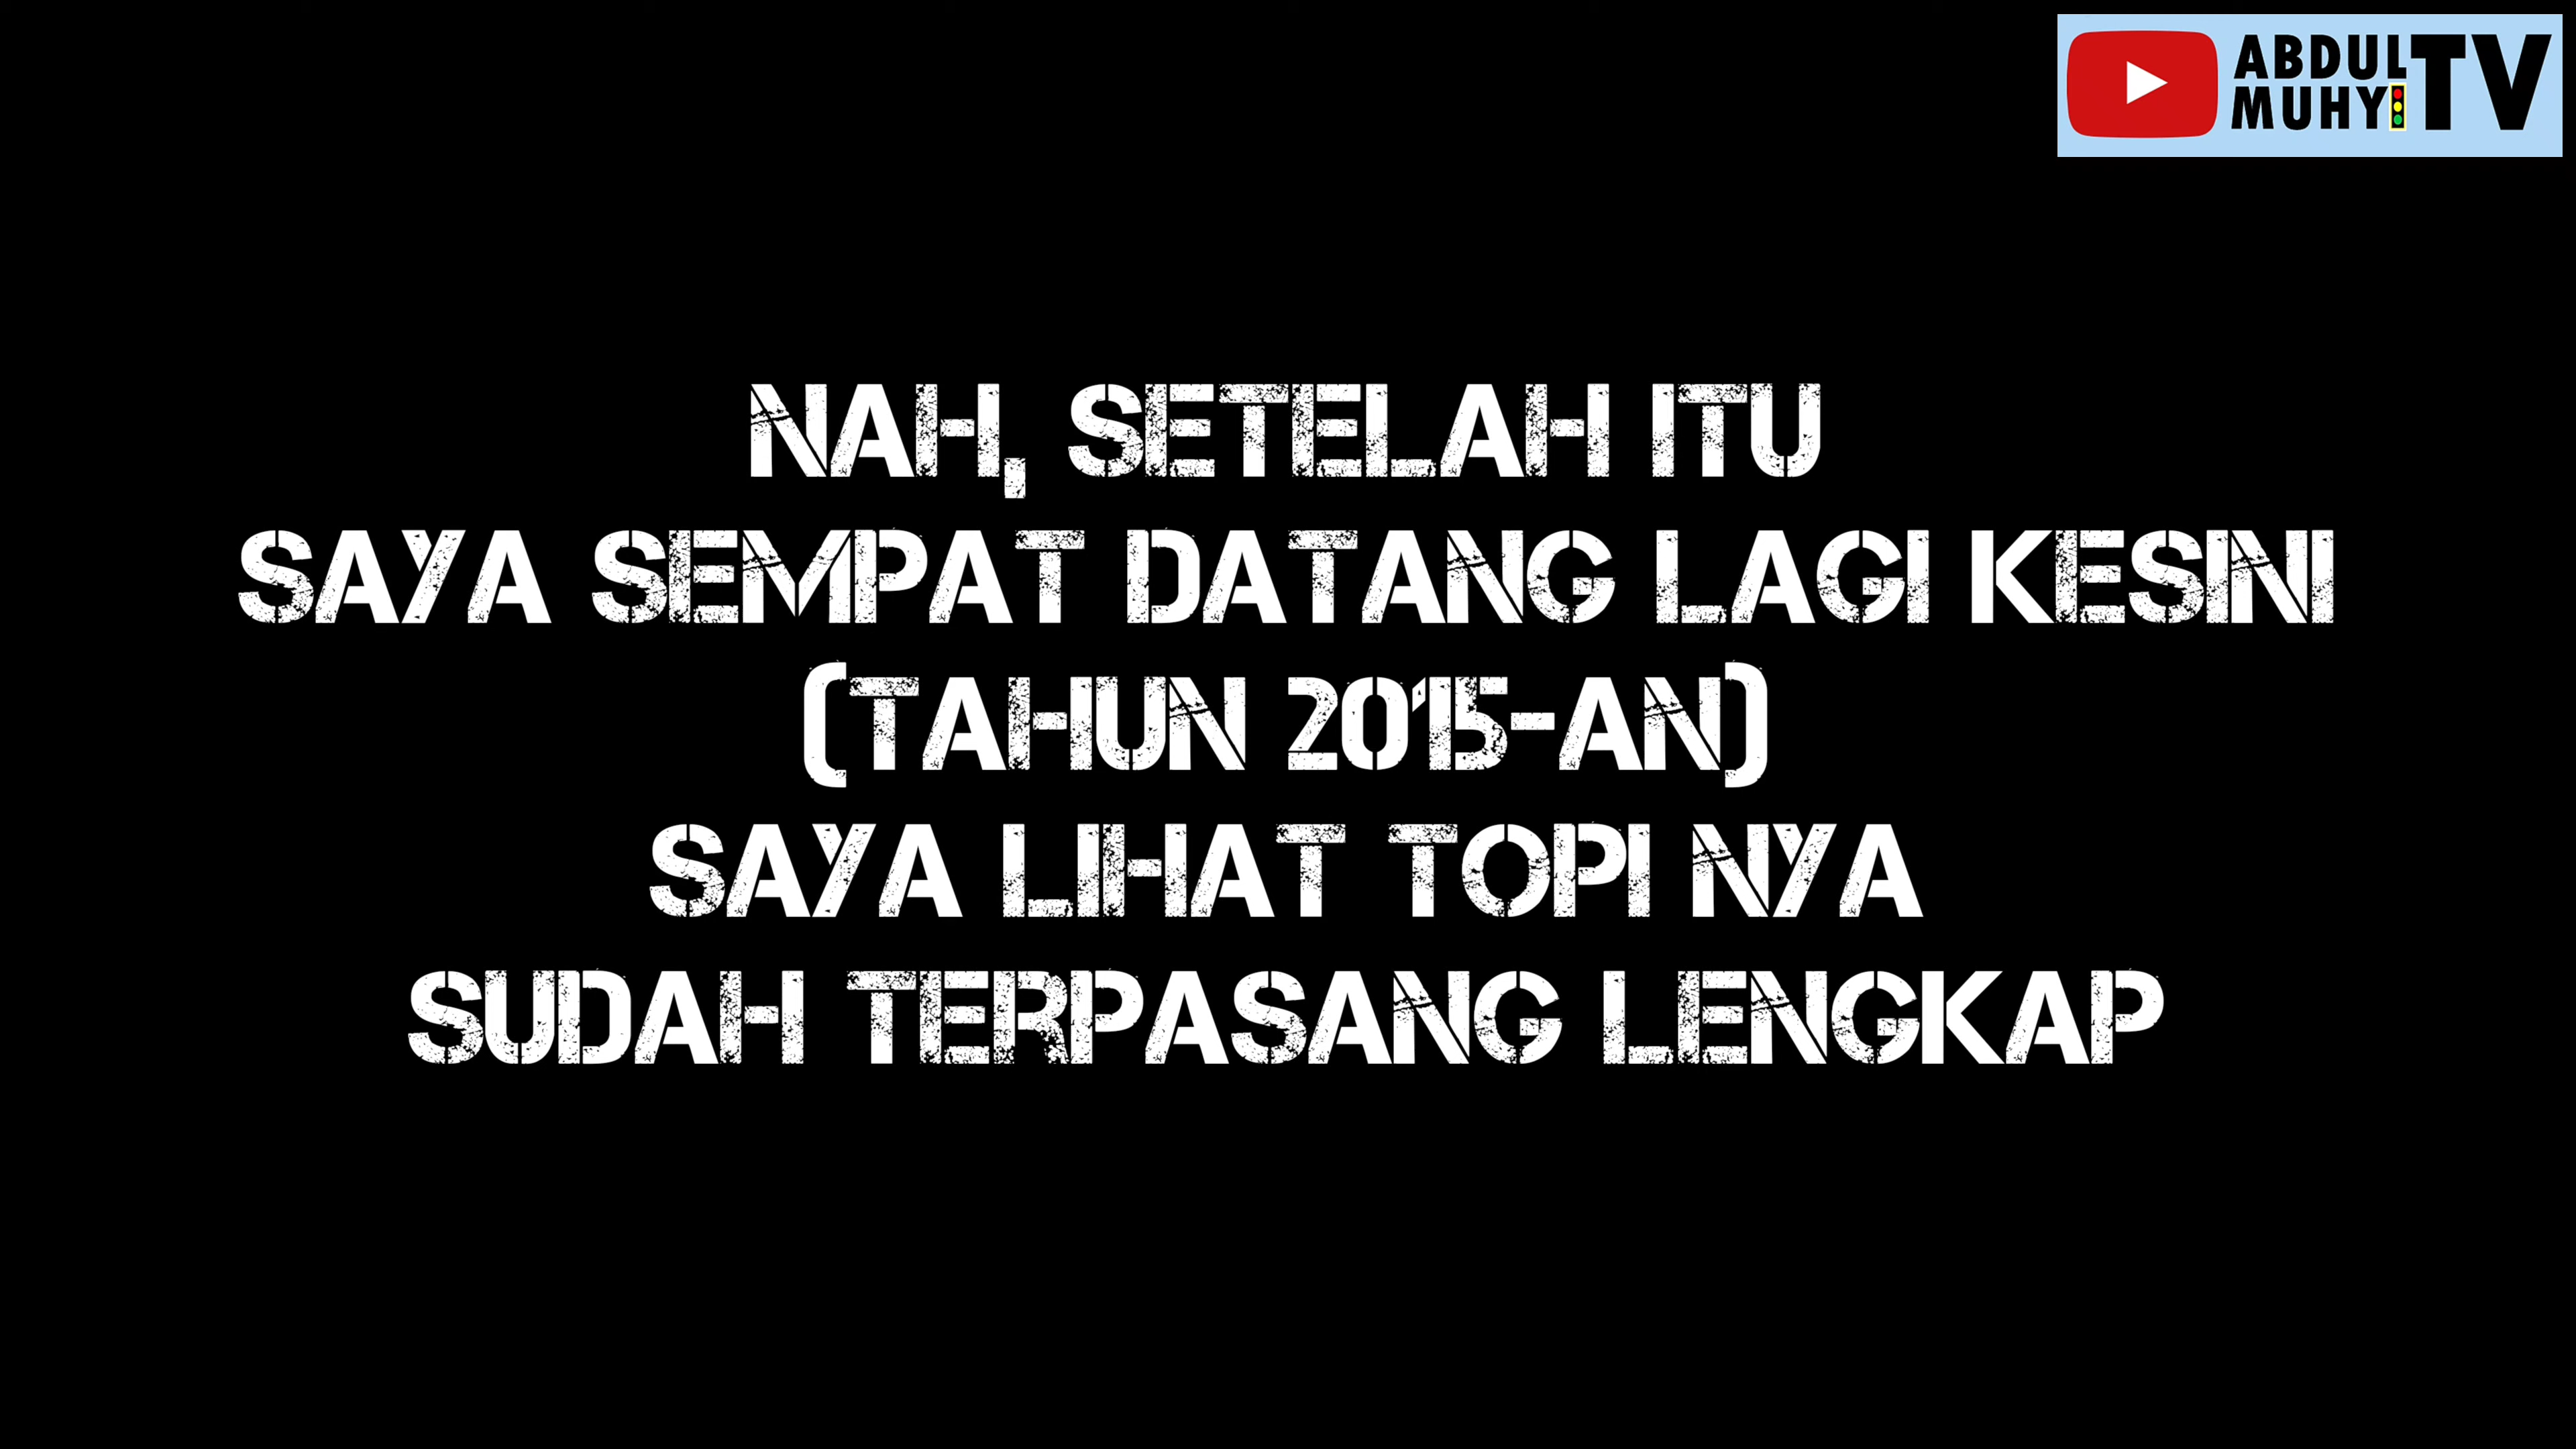 ABDUL
MUHYI TV
NAH, SETELAH ITU
SAYA SEMPAT DATANG LAGI KESINI
(TAHUN 2015-AN)
SAYA LIHAT TOPI NYA
SUDAH TERPASANG LENGKAP